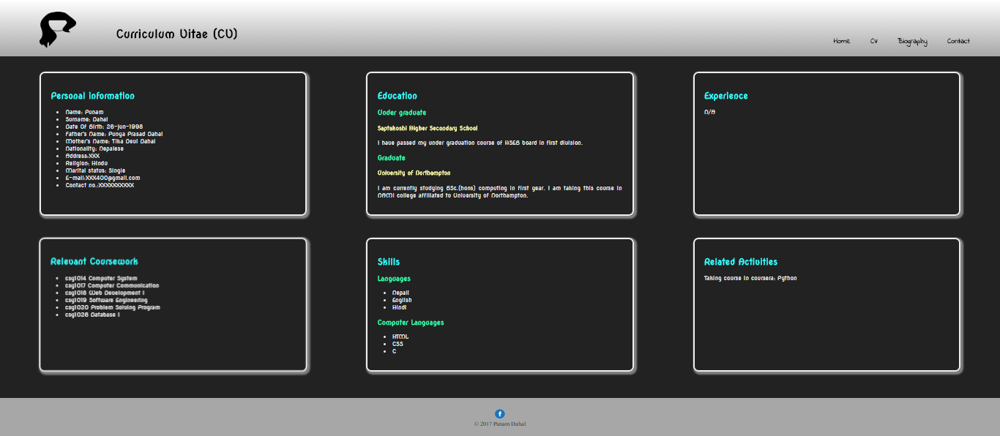 Curriculum Vitae (CV)
Home
Cv
Biography
Contact
Personal information
Name: Punam
Surname: Dahal
Date Of Birth: 26-jun-1998
Father's Name: Punya Prasad Dahal
Mother's Name: Tika Devi Dahal
Nationality: Nepalese
Address:XXX
Religion: Hindu
Marital status: Single
E-mail:XXX400@gmail.com
Contact no.:XXXXXXXXXX
Education
Under graduate
Saptakoshi Higher Secondary School
I have passed my under graduation course of HSEB board in first division.
Graduate
University of Northampton
I am currently studying BSc.(hons) computing in first year. I am taking this course in
NAMI college affiliated to University of Northampton.
Experience
N/A
Relevant Coursework
csy1014 Computer System
csy1017 Computer Communication
csy1018 Web Development I
csy1019 Software Engineering
csy1020 Problem Solving Program
csy1026 Database I
Skills
Languages
Nepali
English
Hindi
Computer Languages
HTML
CSS
C
Related Activities
Taking course in coursera: Python
© 2017 Punam Dahal